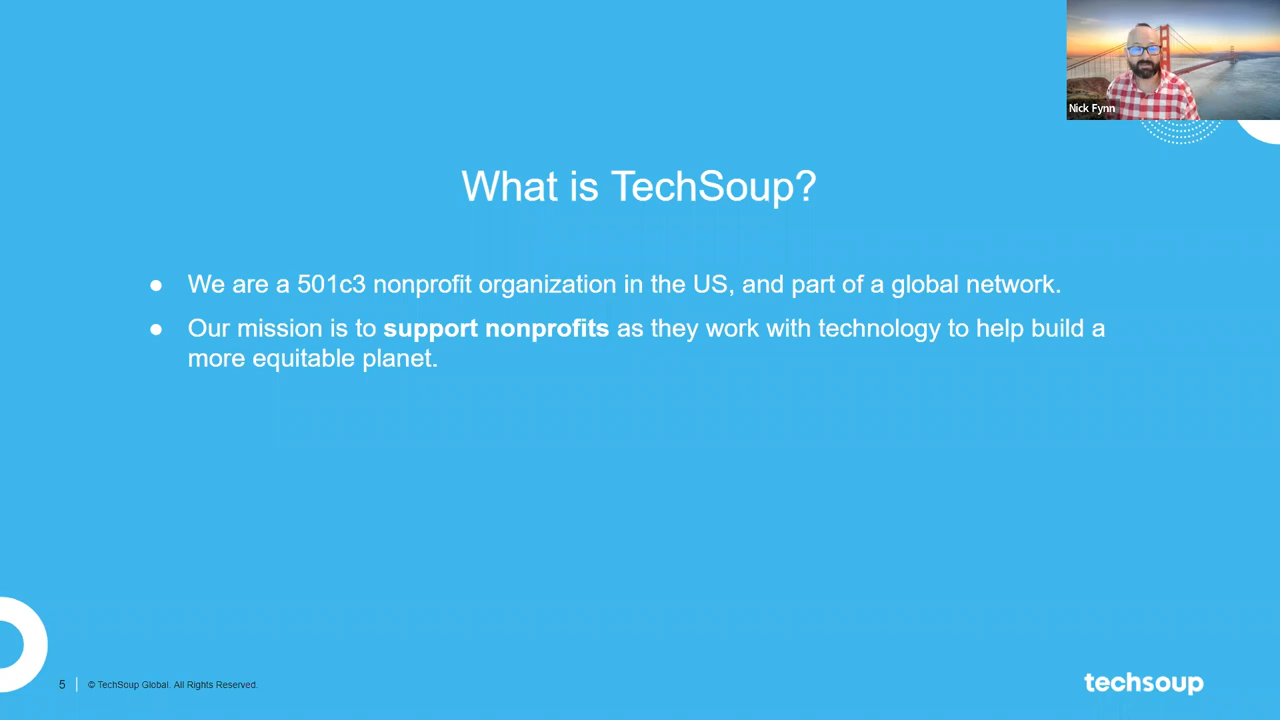 Nick Fynn
What is TechSoup?
● We are a 501c3 nonprofit organization in the US, and part of a global network.
● Our mission is to support nonprofits as they work with technology to help build a
more equitable planet.
5 © TechSoup Global. All Rights Reserved.
techsoup